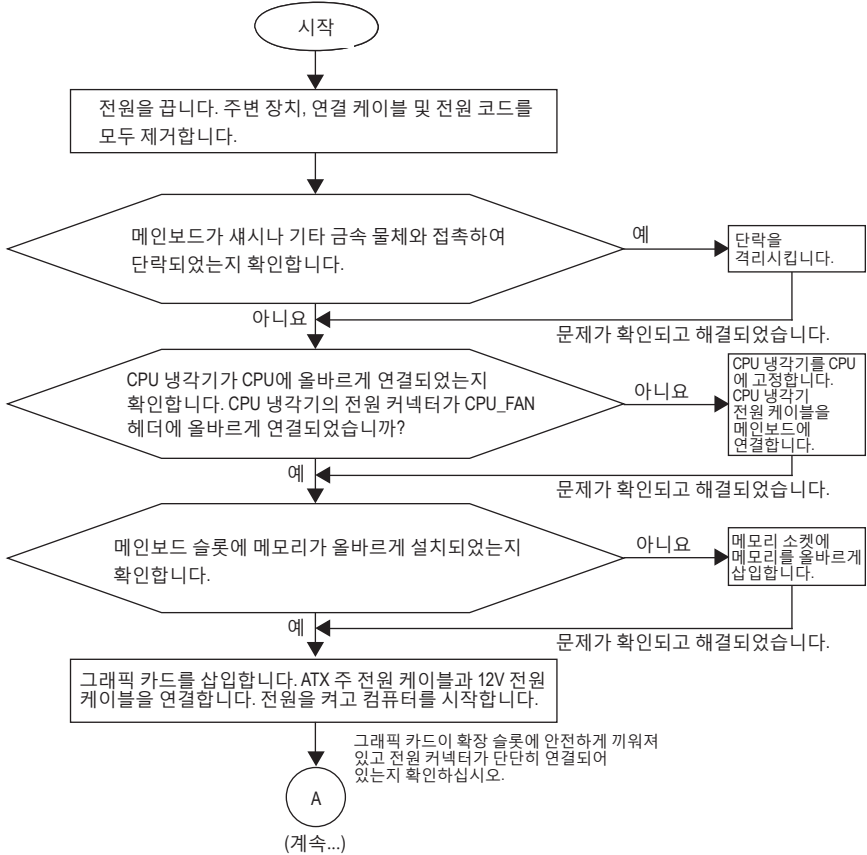 시작
전원을 끕니다. 주변 장치, 연결 케이블 및 전원 코드를
모두 제거합니다.
메인보드가 섀시나 기타 금속 물체와 접촉하여
단락되었는지 확인합니다.
예
단락을
격리시킵니다.
아니요
문제가 확인되고 해결되었습니다.
CPU 냉각기가 CPU에 올바르게 연결되었는지
확인합니다. CPU 냉각기의 전원 커넥터가 CPU_FAN
헤더에 올바르게 연결되었습니까?
아니요
CPU 냉각기를 CPU
에 고정합니다.
CPU 냉각기
전원 케이블을
메인보드에
연결합니다.
예
문제가 확인되고 해결되었습니다.
메인보드 슬롯에 메모리가 올바르게 설치되었는지
확인합니다.
아니요
메모리 소켓에
메모리를 올바르게
삽입합니다.
예
문제가 확인되고 해결되었습니다.
그래픽 카드를 삽입합니다. ATX 주 전원 케이블과 12V 전원
케이블을 연결합니다. 전원을 켜고 컴퓨터를 시작합니다.
그래픽 카드이 확장 슬롯에 안전하게 끼워져
있고 전원 커넥터가 단단히 연결되어
있는지 확인하십시오.
A
(계속...)